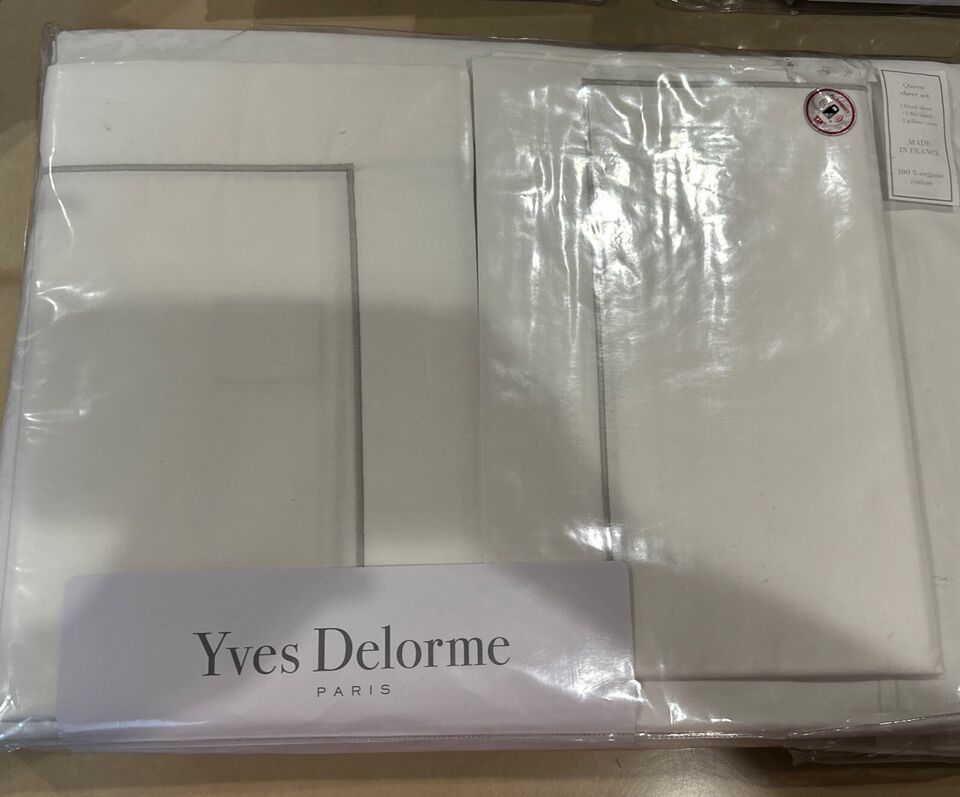 Queen
sheet set
1 fitted sheet
- 1 flat sheet
- 2 pillow cases
MADE
IN FRANCE
100 % organic
cotton
Yves Delorme
PARIS